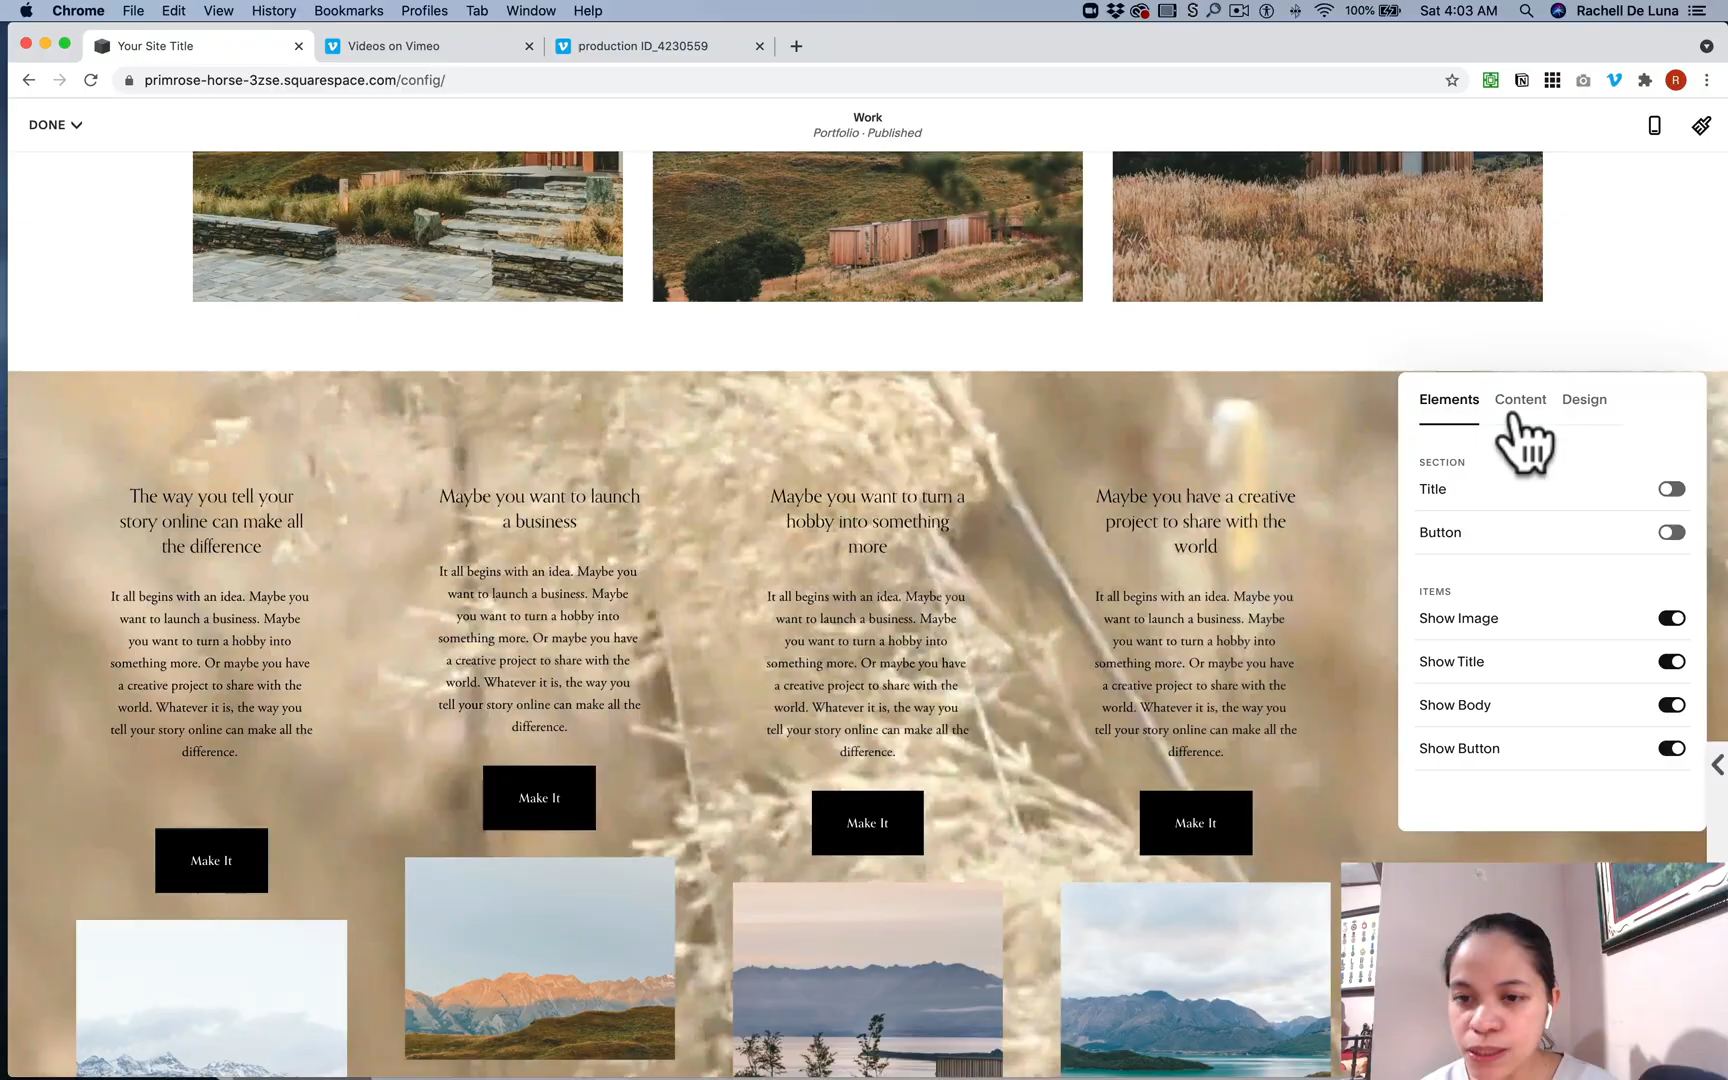 Chrome File Edit View History Bookmarks Profiles Tab Window Help 100% Sat 4:03 AM Rachell De Luna
Your Site Title Videos on Vimeo production ID_4230559
primrose-horse-3zse.squarespace.com/config/
R
DONE Work
Portfolio · Published
Elements Content Design
SECTION
Title
Button
ITEMS
Show Image
Show Title
Show Body
Show Button
The way you tell your
story online can make all
the difference
It all begins with an idea. Maybe you
want to launch a business. Maybe
you want to turn a hobby into
something more. Or maybe you have
a creative project to share with the
world. Whatever it is, the way you
tell your story online can make all the
difference.
Make It
Maybe you want to launch
a business
It all begins with an idea. Maybe you
want to launch a business. Maybe
you want to turn a hobby into
something more. Or maybe you have
a creative project to share with the
world. Whatever it is, the way you
tell your story online can make all the
difference.
Make It
Maybe you want to turn a
hobby into something
more
It all begins with an idea. Maybe you
want to launch a business. Maybe
you want to turn a hobby into
something more. Or maybe you have
a creative project to share with the
world. Whatever it is, the way you
tell your story online can make all the
difference.
Make It
Maybe you have a creative
project to share with the
world
It all begins with an idea. Maybe you
want to launch a business. Maybe
you want to turn a hobby into
something more. Or maybe you have
a creative project to share with the
world. Whatever it is, the way you
tell your story online can make all the
difference.
Make It